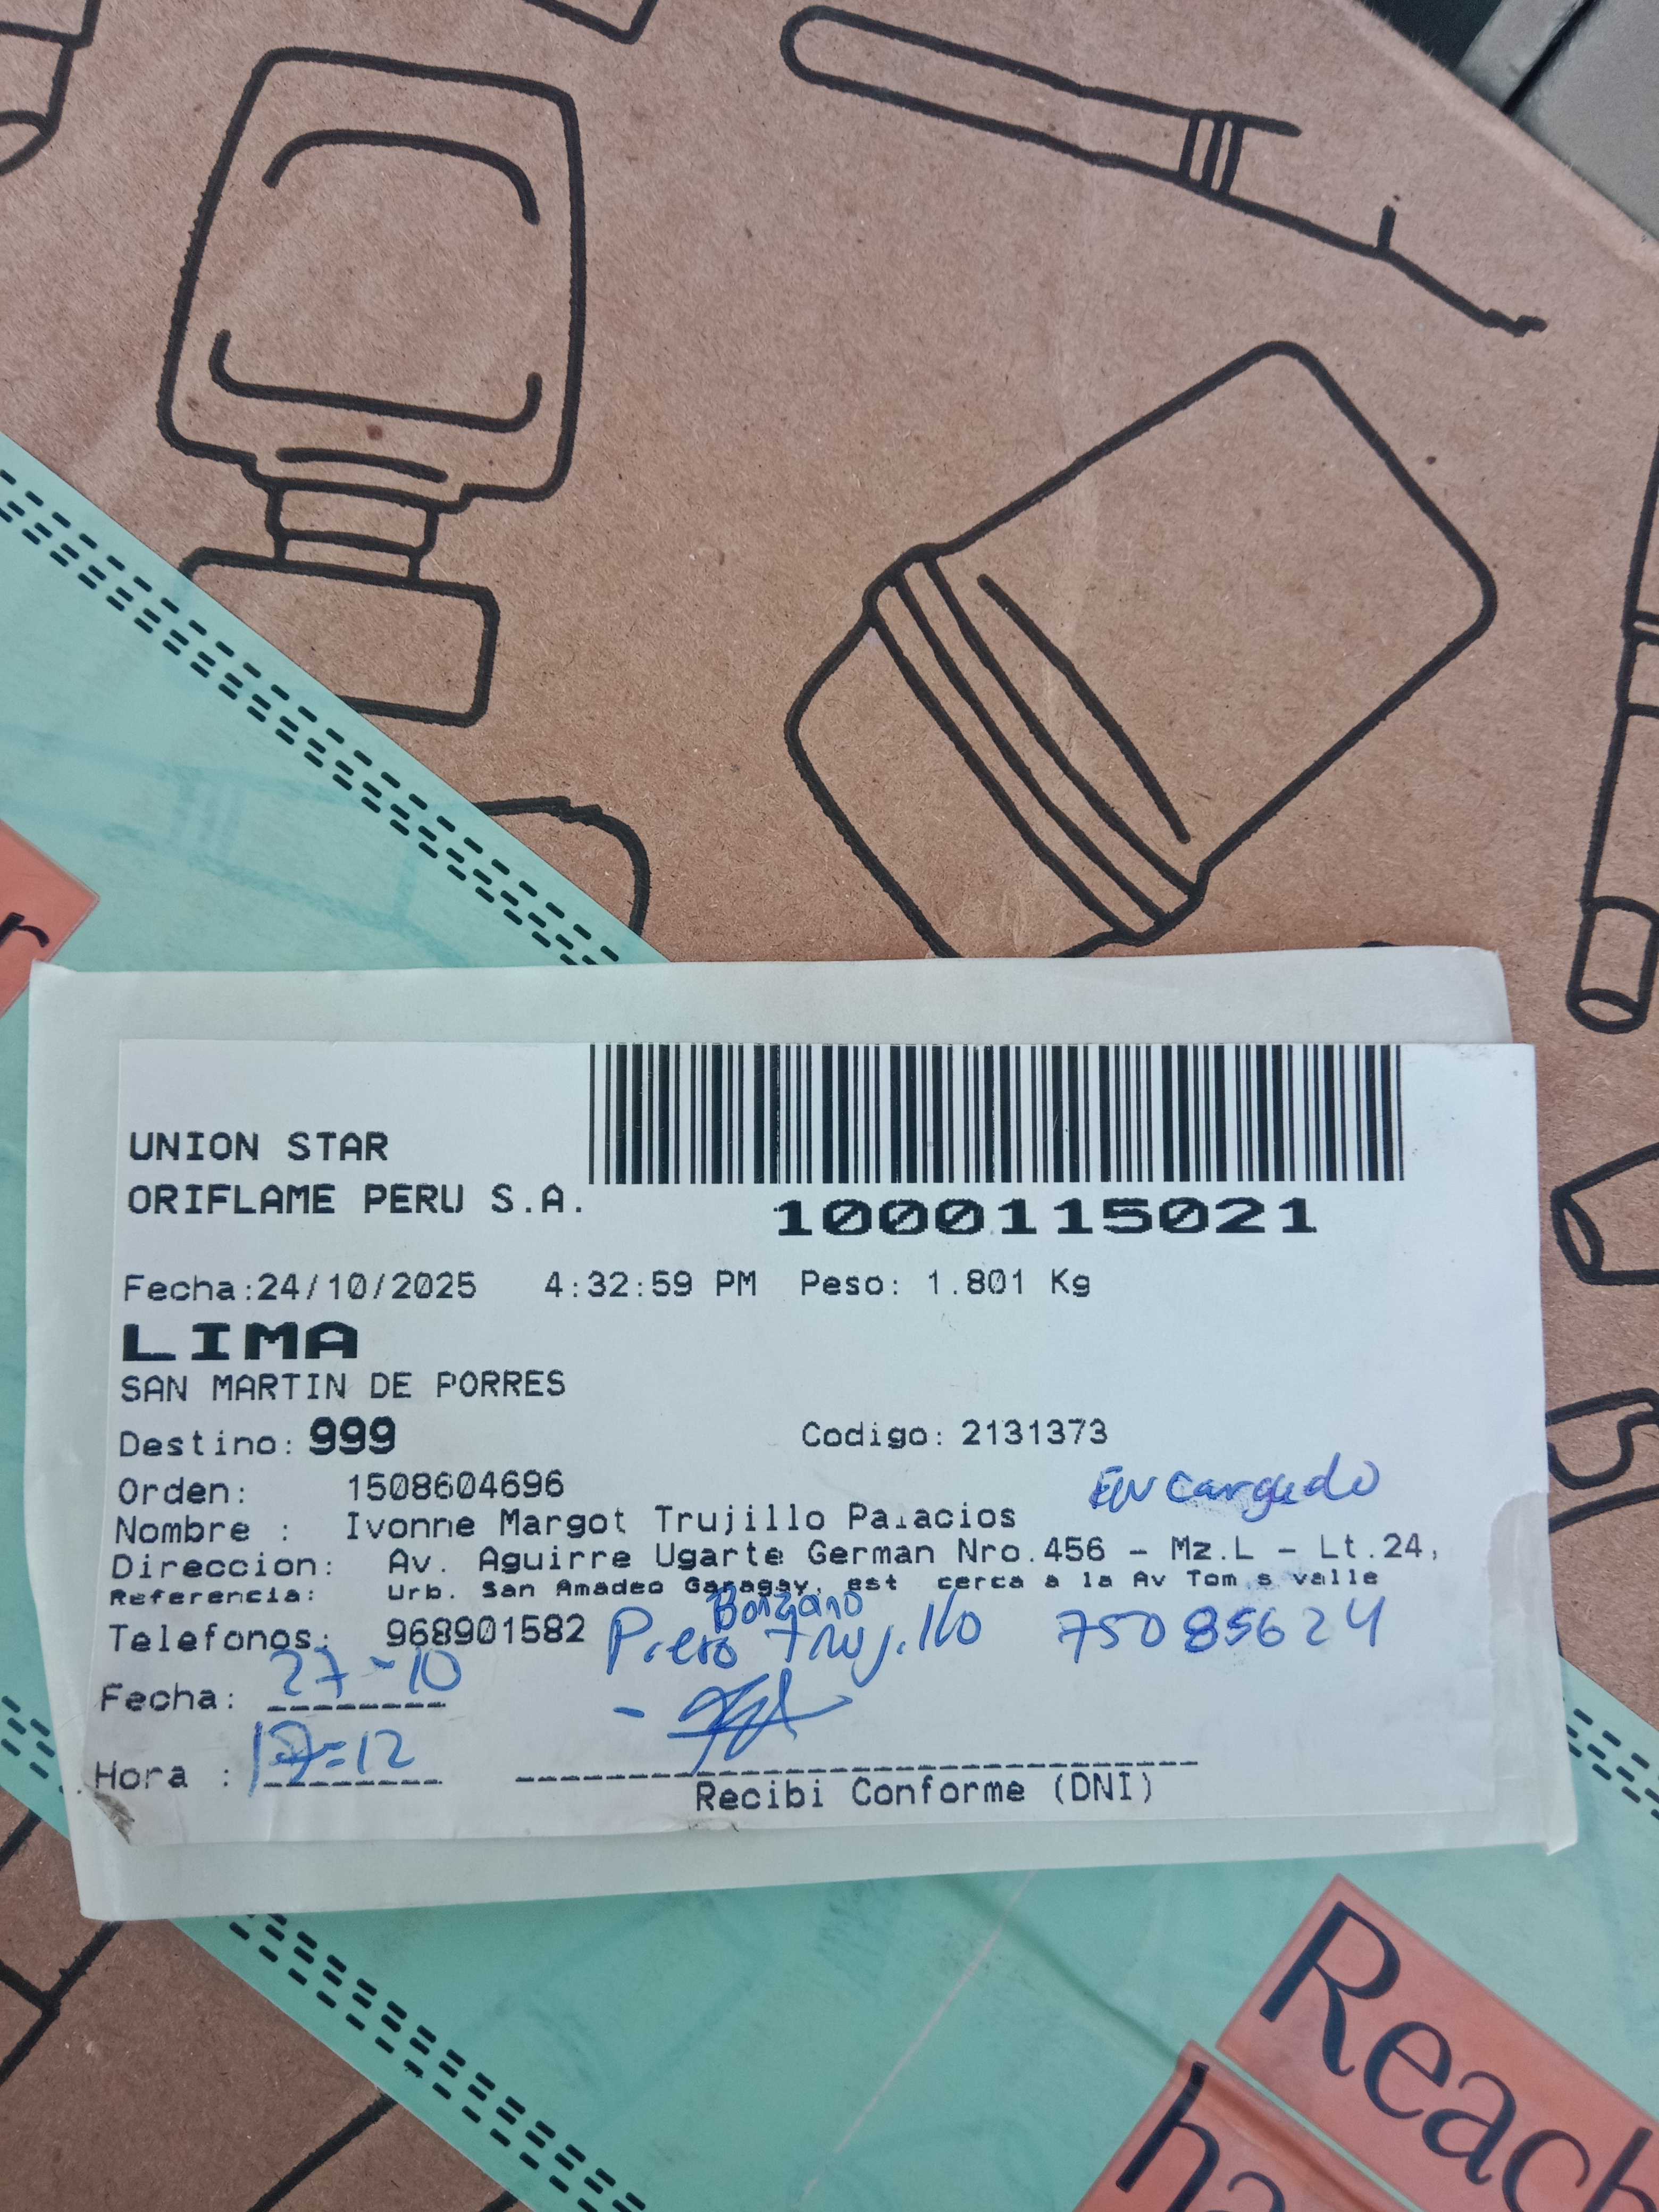 r
UNION STAR
ORIFLAME PERU S.A.
1000115021
Fecha:24/10/2025 4:32:59 PM Peso: 1.801 Kg
LIMA
SAN MARTIN DE PORRES
Destino: 999 Codigo: 2131373
Orden: 1508604696
Encargado
Nombre : Ivonne Margot Trujillo Palacios
Direccion: Av. Aguirre Ugarte German Nro.456 - Mz.L - Lt.24,
Referencia: Urb. San Amadeo Garagay, est cerca a la Av Tom s valle
Telefonos: 968901582 Piero Trujillo 75085624
Fecha: 27-10
Hora : :12
Recibi Conforme (DNI)
Reach
ha